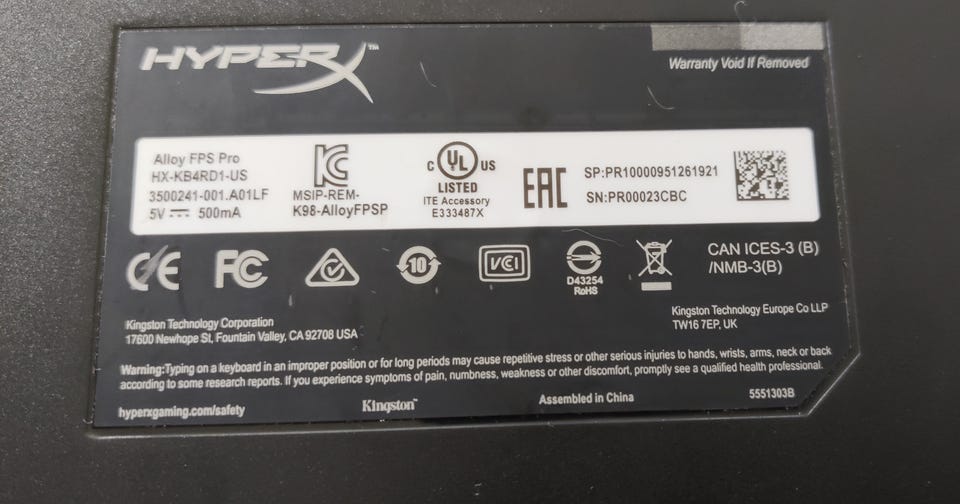 HYPERX™
Warranty Void If Removed
Alloy FPS Pro
HX-KB4RD1-US
3500241-001.A01LF
5V ⎓ 500mA
MSIP-REM-
K98-AlloyFPSP
C UL US
LISTED
ITE Accessory
E333487X
EAC
SP:PR10000951261921
SN:PR00023CBC
CE
FC
10
VCI
D43254
RoHS
CAN ICES-3 (B)
/NMB-3(B)
Kingston Technology Corporation
17600 Newhope St, Fountain Valley, CA 92708 USA
Kingston Technology Europe Co LLP
TW16 7EP, UK
Warning:Typing on a keyboard in an improper position or for long periods may cause repetitive stress or other serious injuries to hands, wrists, arms, neck or back
according to some research reports. If you experience symptoms of pain, numbness, weakness or other discomfort, promptly see a qualified health professional.
hyperxgaming.com/safety
Kingston™
Assembled in China
5551303B